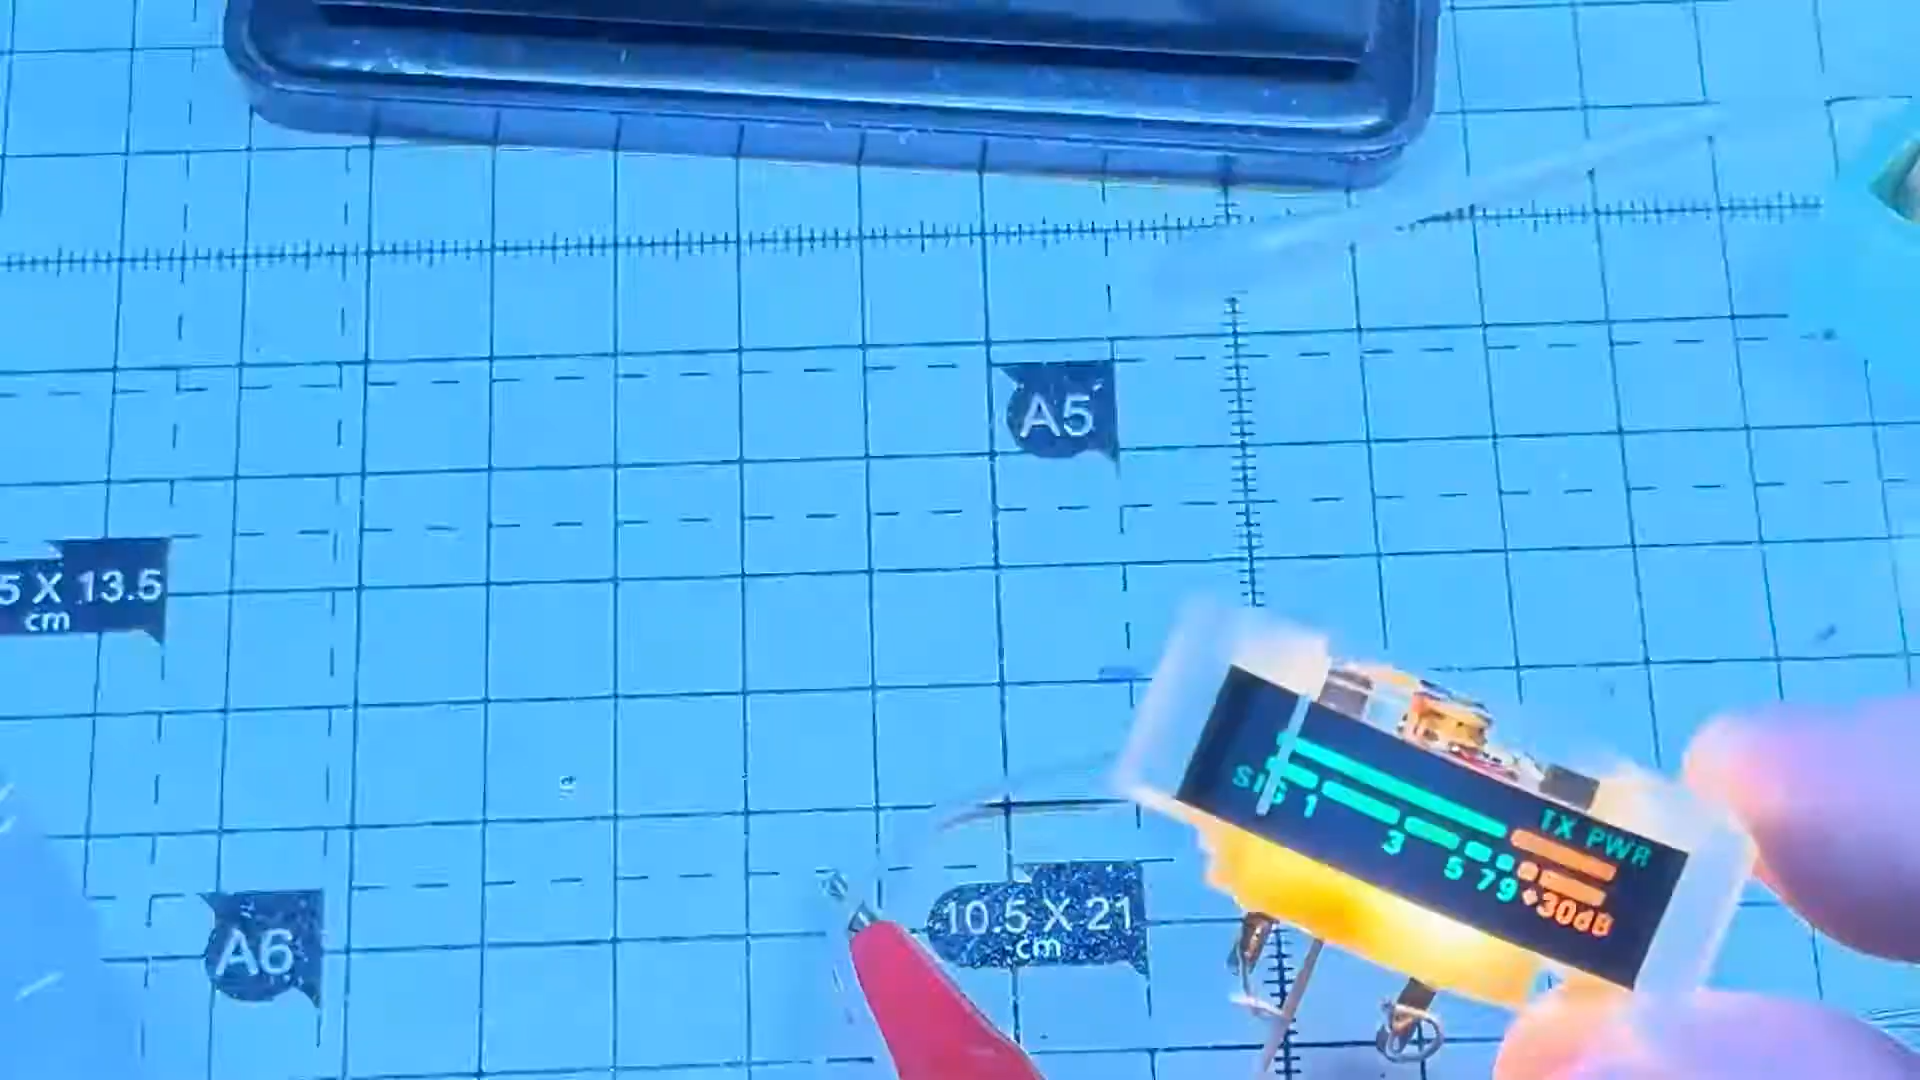 A5
5 X 13.5
cm
TX PWR
SIG 1 3 5 7 9 +30dB
10.5 X 21
cm
A6